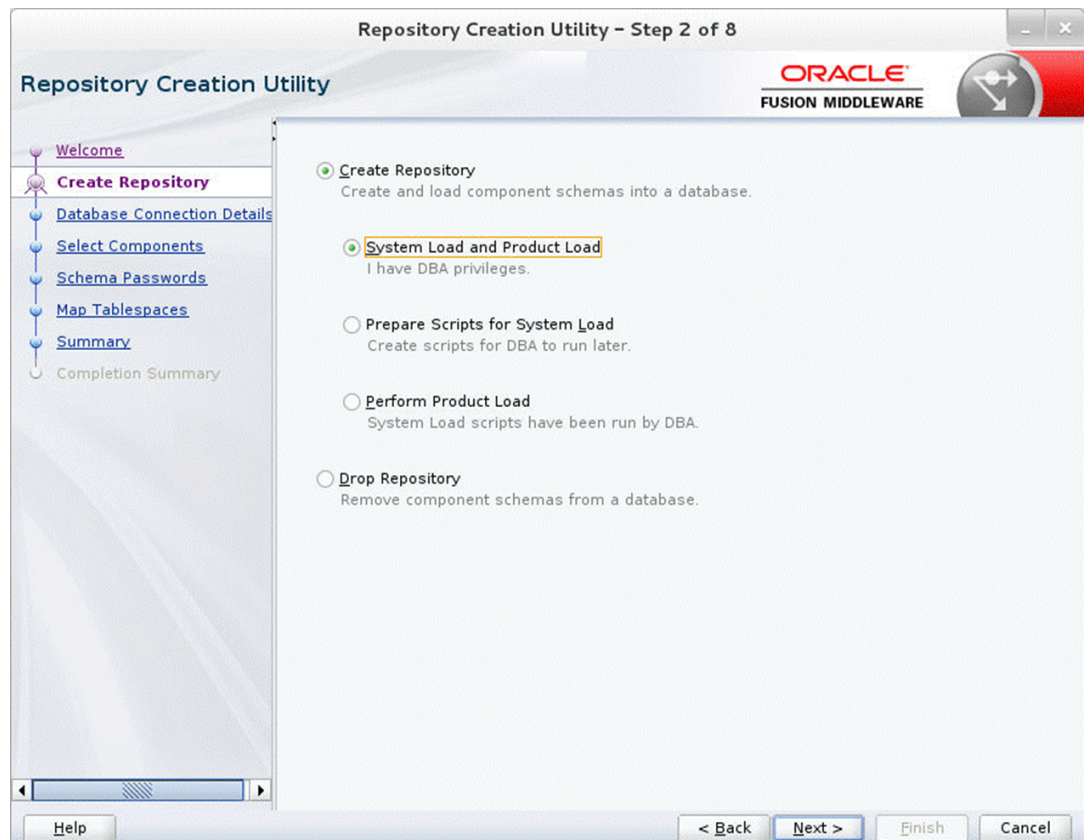 Repository Creation Utility – Step 2 of 8
Repository Creation Utility
ORACLE
FUSION MIDDLEWARE
Welcome
Create Repository
Database Connection Details
Select Components
Schema Passwords
Map Tablespaces
Summary
Completion Summary
Create Repository
Create and load component schemas into a database.
System Load and Product Load
I have DBA privileges.
Prepare Scripts for System Load
Create scripts for DBA to run later.
Perform Product Load
System Load scripts have been run by DBA.
Drop Repository
Remove component schemas from a database.
Help
< Back
Next >
Finish
Cancel